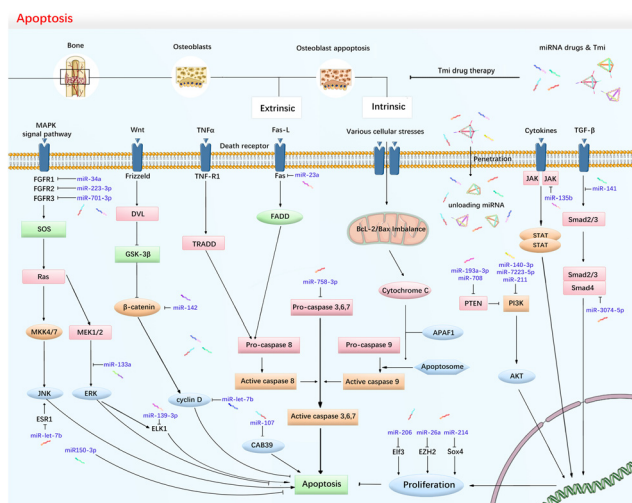 Apoptosis
Bone
Osteoblasts
Osteoblast appoptosis
miRNA drugs & Tmi
Tmi drug therapy
Extrinsic
Intrinsic
MAPK
signal pathway
Wnt
TNFα
Fas-L
Death receptor
Various cellular stresses
Penetration
Cytokines
TGF-β
FGFR1
miR-34a
FGFR2
miR-223-3p
FGFR3
miR-701-3p
Frizzeld
TNF-R1
Fas
miR-23a
JAK
JAK
miR-135b
miR-141
unloading miRNA
SOS
DVL
FADD
TRADD
GSK-3β
BcL-2/Bax Imbalance
STAT
STAT
Smad2/3
Ras
β-catenin
miR-142
miR-758-3p
Cytochrome C
miR-193a-3p
miR-708
miR-140-3p
miR-7223-5p
miR-211
Smad2/3
Smad4
miR-3074-5p
Pro-caspase 3,6,7
PTEN
PI3K
MKK4/7
MEK1/2
Pro-caspase 8
Pro-caspase 9
APAF1
Apoptosome
miR-133a
AKT
JNK
ERK
Active caspase 8
Active caspase 9
cyclin D
miR-let-7b
ESR1
miR-let-7b
miR-139-3p
ELK1
Active caspase 3,6,7
miR-107
CAB39
miR-206
miR-26a
miR-214
Elf3
EZH2
Sox4
miR150-3p
Apoptosis
Proliferation